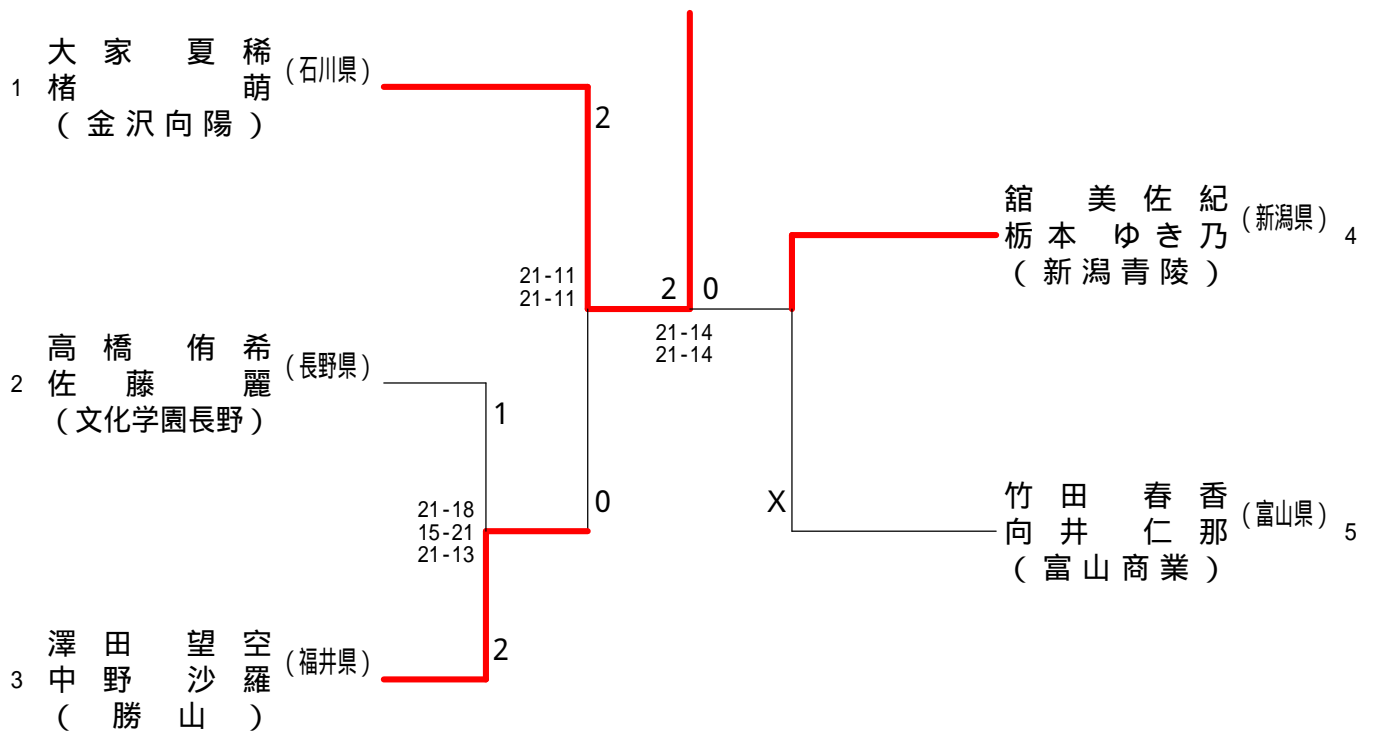 1
大家 夏稀
楮 萌
(金沢向陽)
(石川県)
2
21-11
21-11
2
高橋 侑希
佐藤 麗
(文化学園長野)
(長野県)
1
21-18
15-21
21-13
0
3
澤田 望空
中野 沙羅
(勝山)
(福井県)
2
2 0
21-14
21-14
舘 美佐紀
栃本 ゆき乃
(新潟青陵)
(新潟県)
4
X
竹田 春香
向井 仁那
(富山商業)
(富山県)
5